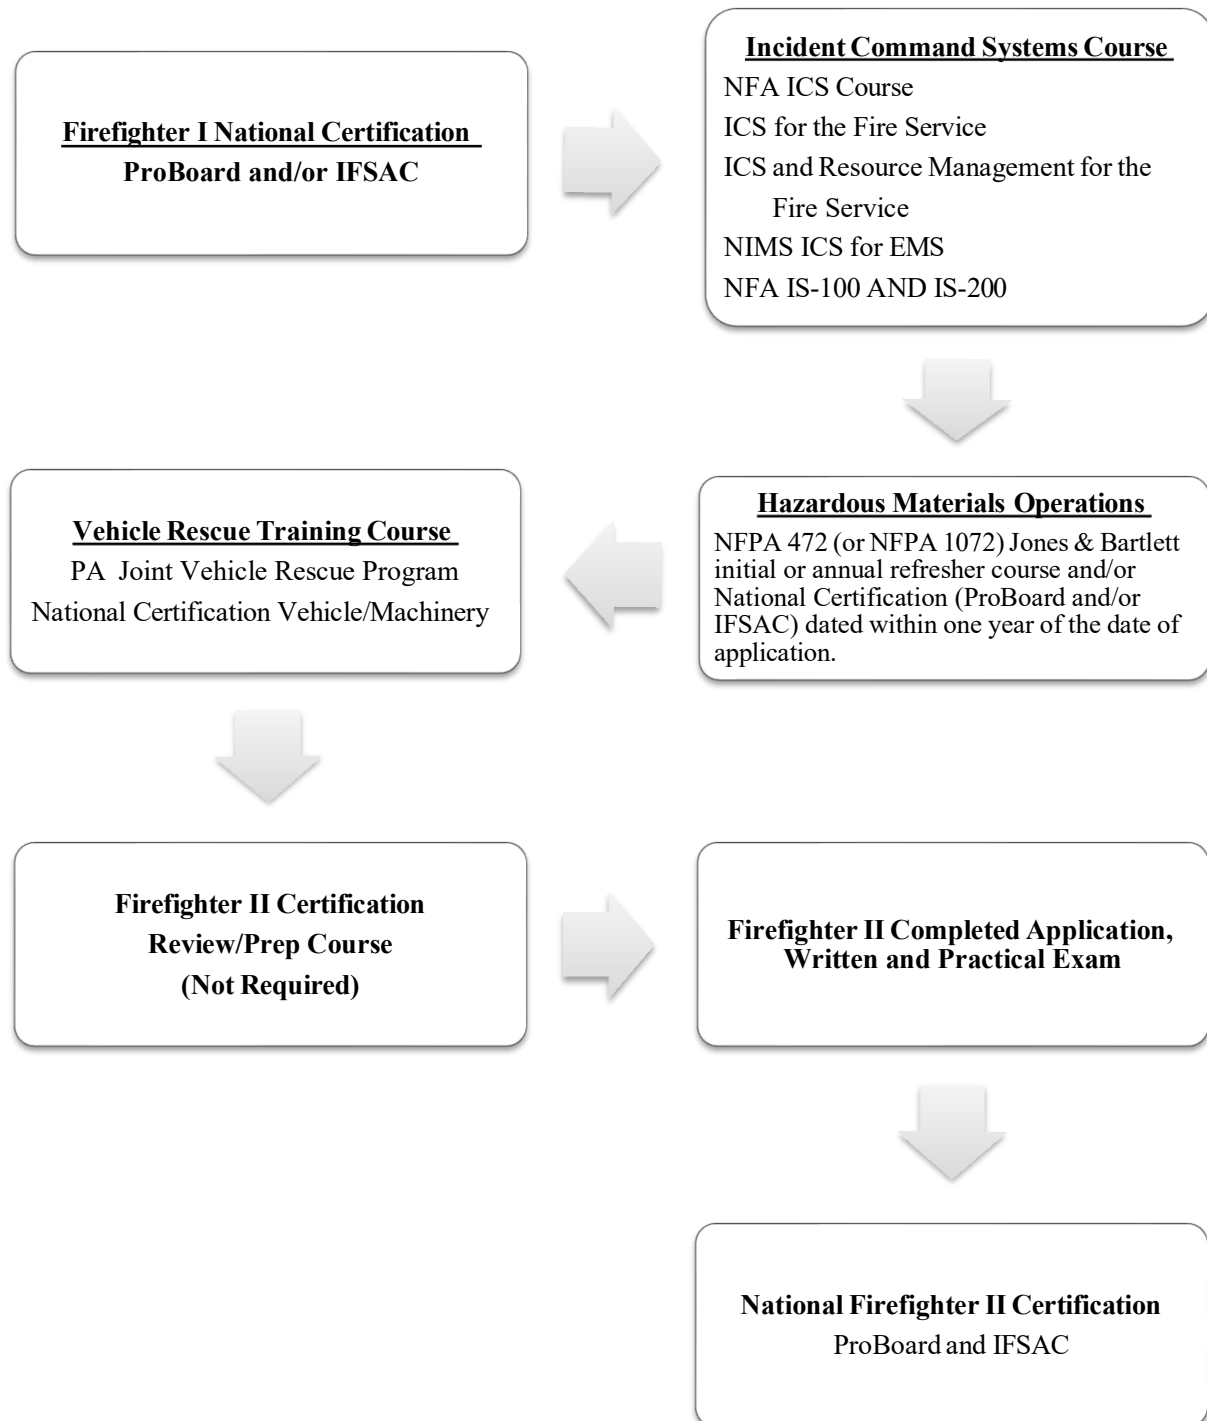 Firefighter I National Certification
ProBoard and/or IFSAC
Incident Command Systems Course
NFA ICS Course
ICS for the Fire Service
ICS and Resource Management for the
Fire Service
NIMS ICS for EMS
NFA IS-100 AND IS-200
Hazardous Materials Operations
NFPA 472 (or NFPA 1072) Jones & Bartlett
initial or annual refresher course and/or
National Certification (ProBoard and/or
IFSAC) dated within one year of the date of
application.
Vehicle Rescue Training Course
PA Joint Vehicle Rescue Program
National Certification Vehicle/Machinery
Firefighter II Certification
Review/Prep Course
(Not Required)
Firefighter II Completed Application,
Written and Practical Exam
National Firefighter II Certification
ProBoard and IFSAC